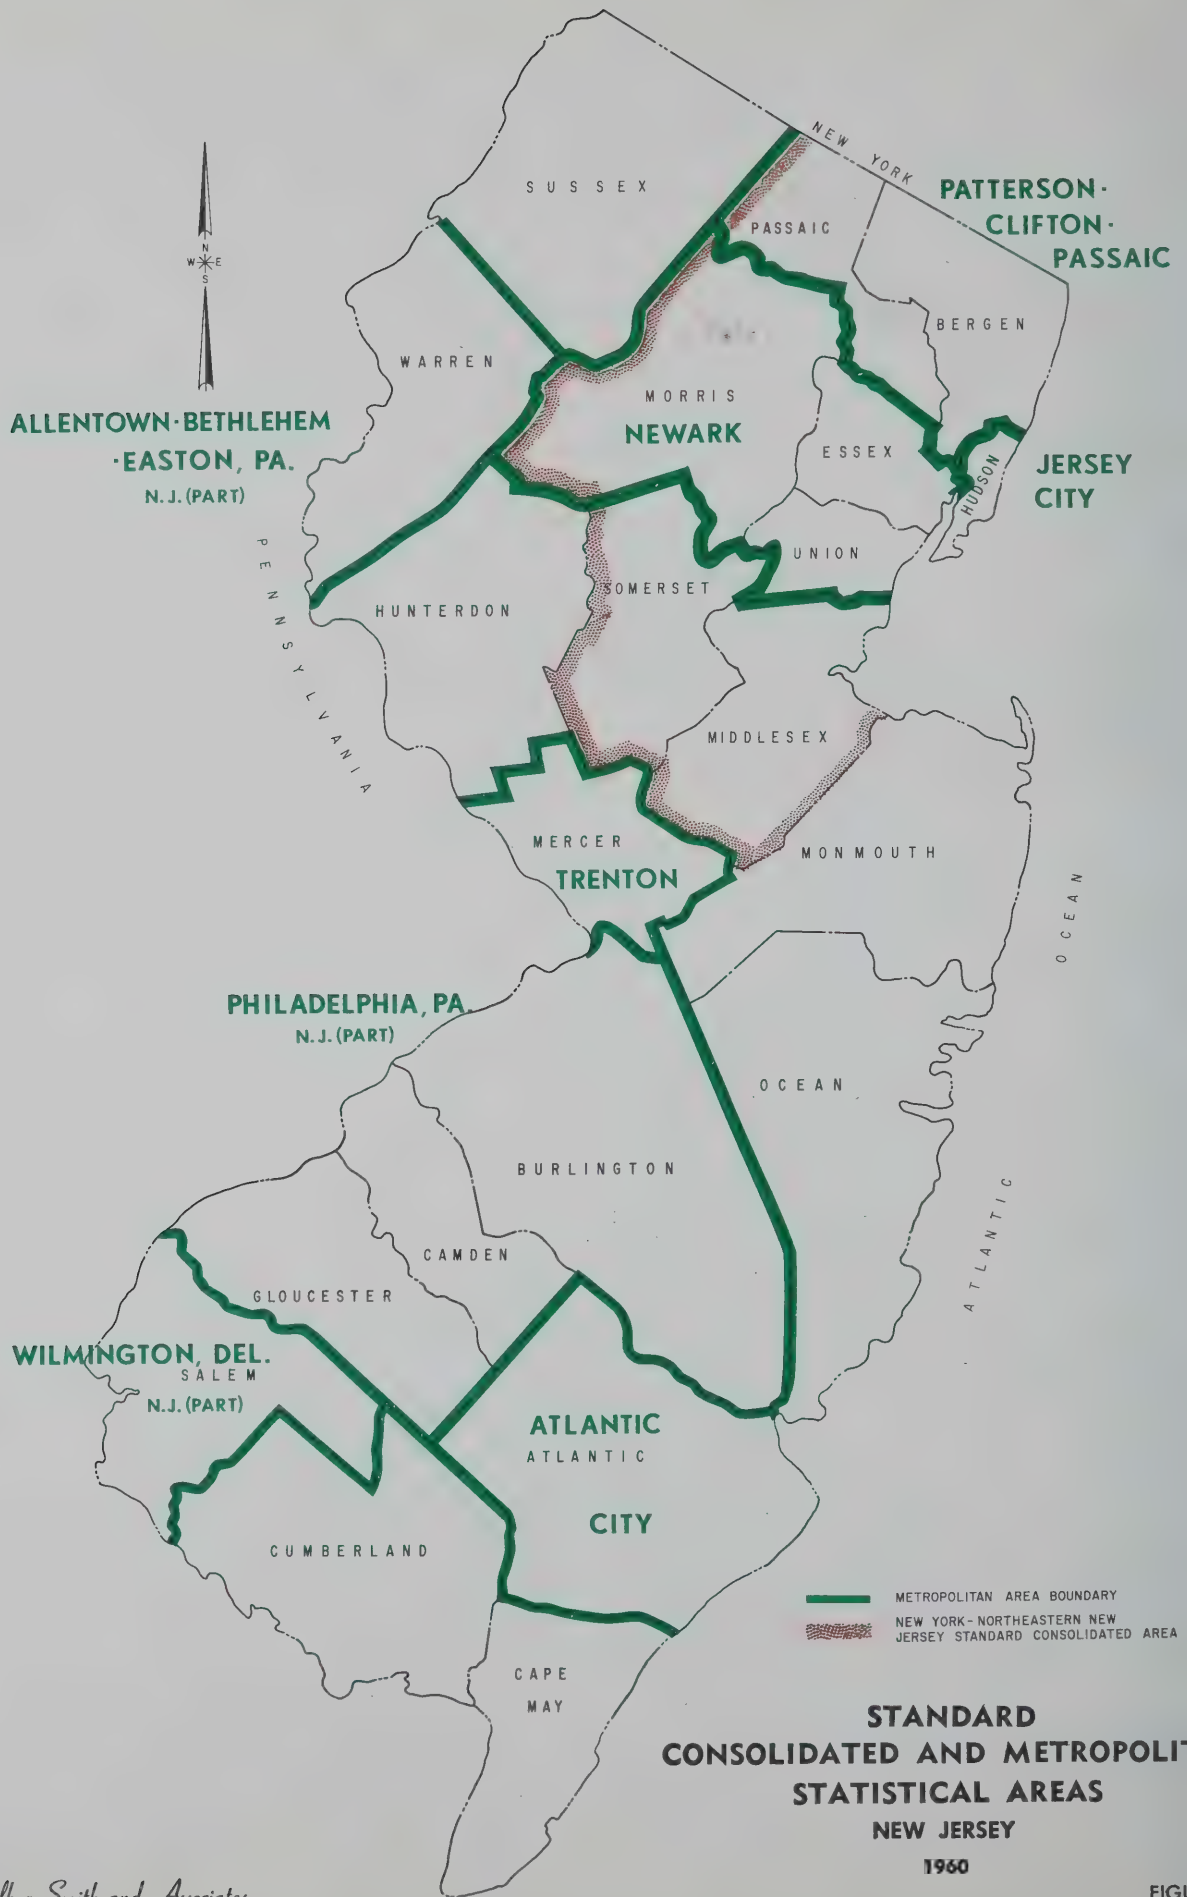 NEW YORK
SUSSEX
PATTERSON-
CLIFTON-
PASSAIC
PASSAIC
N
W E
S
BERGEN
WARREN
MORRIS
NEWARK
ALLENTOWN-BETHLEHEM
-EASTON, PA.
N.J. (PART)
ESSEX
HUDSON
JERSEY
CITY
UNION
PENNSYLVANIA
HUNTERDON
SOMERSET
MIDDLESEX
MERCER
TRENTON
MONMOUTH
OCEAN
PHILADELPHIA, PA.
N.J. (PART)
OCEAN
BURLINGTON
ATLANTIC
CAMDEN
GLOUCESTER
WILMINGTON, DEL.
SALEM
N.J. (PART)
ATLANTIC
ATLANTIC
CITY
CUMBERLAND
METROPOLITAN AREA BOUNDARY
NEW YORK-NORTHEASTERN NEW
JERSEY STANDARD CONSOLIDATED AREA
CAPE
MAY
STANDARD
CONSOLIDATED AND METROPOLIT
STATISTICAL AREAS
NEW JERSEY
1960
Smith and Associates